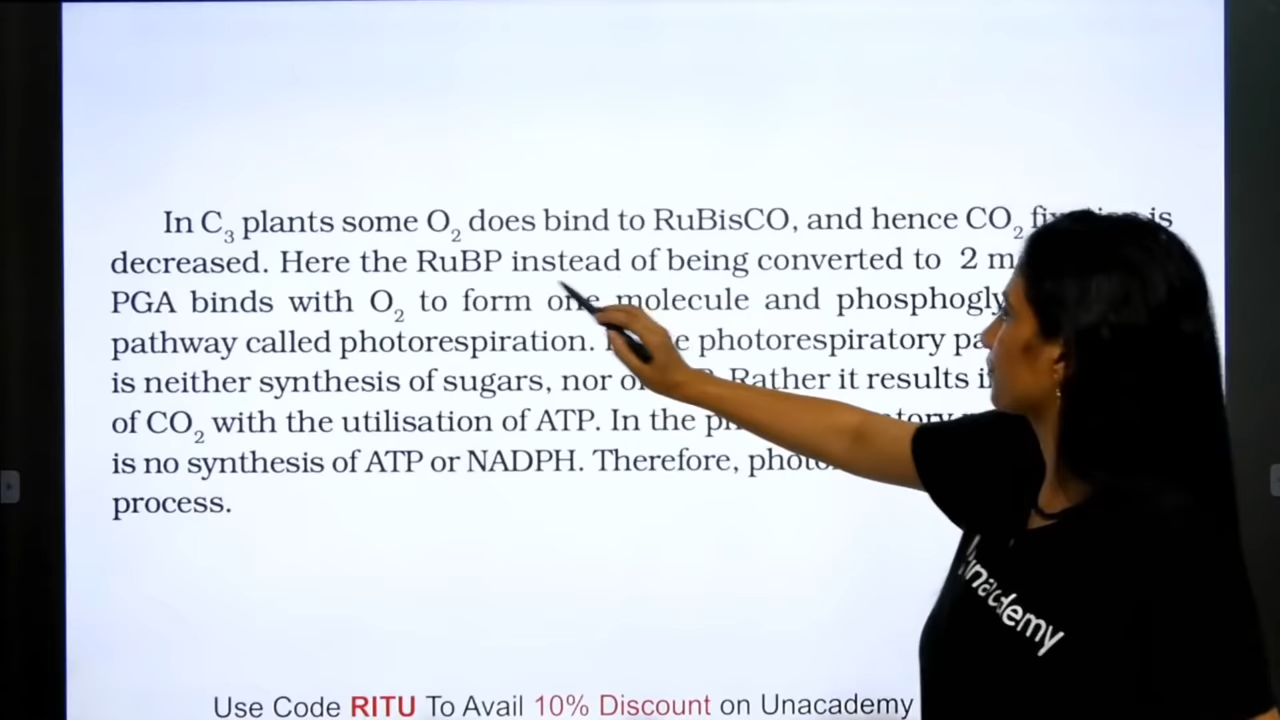 In C₃ plants some O₂ does bind to RuBisCO, and hence CO₂ is
decreased. Here the RuBP instead of being converted to 2
PGA binds with O₂ to form one molecule and
pathway called photorespiration. photorespiratory
is neither synthesis of sugars, nor Rather it results
of CO₂ with the utilisation of ATP. In the
is no synthesis of ATP or NADPH. Therefore,
process.
unacademy
Use Code RITU To Avail 10% Discount on Unacademy